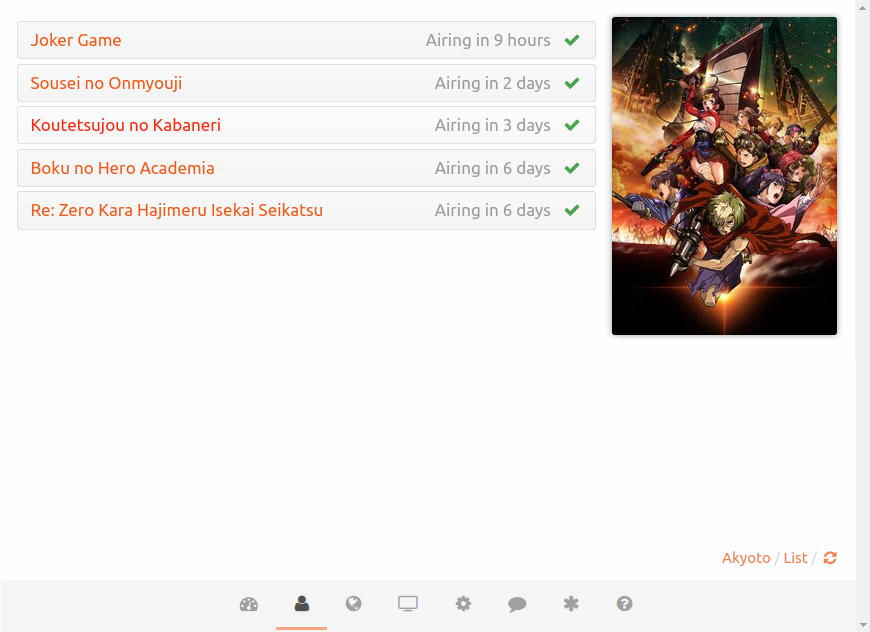 Joker Game Airing in 9 hours
Sousei no Onmyouji Airing in 2 days
Koutetsujou no Kabaneri Airing in 3 days
Boku no Hero Academia Airing in 6 days
Re: Zero Kara Hajimeru Isekai Seikatsu Airing in 6 days
Akyoto / List /